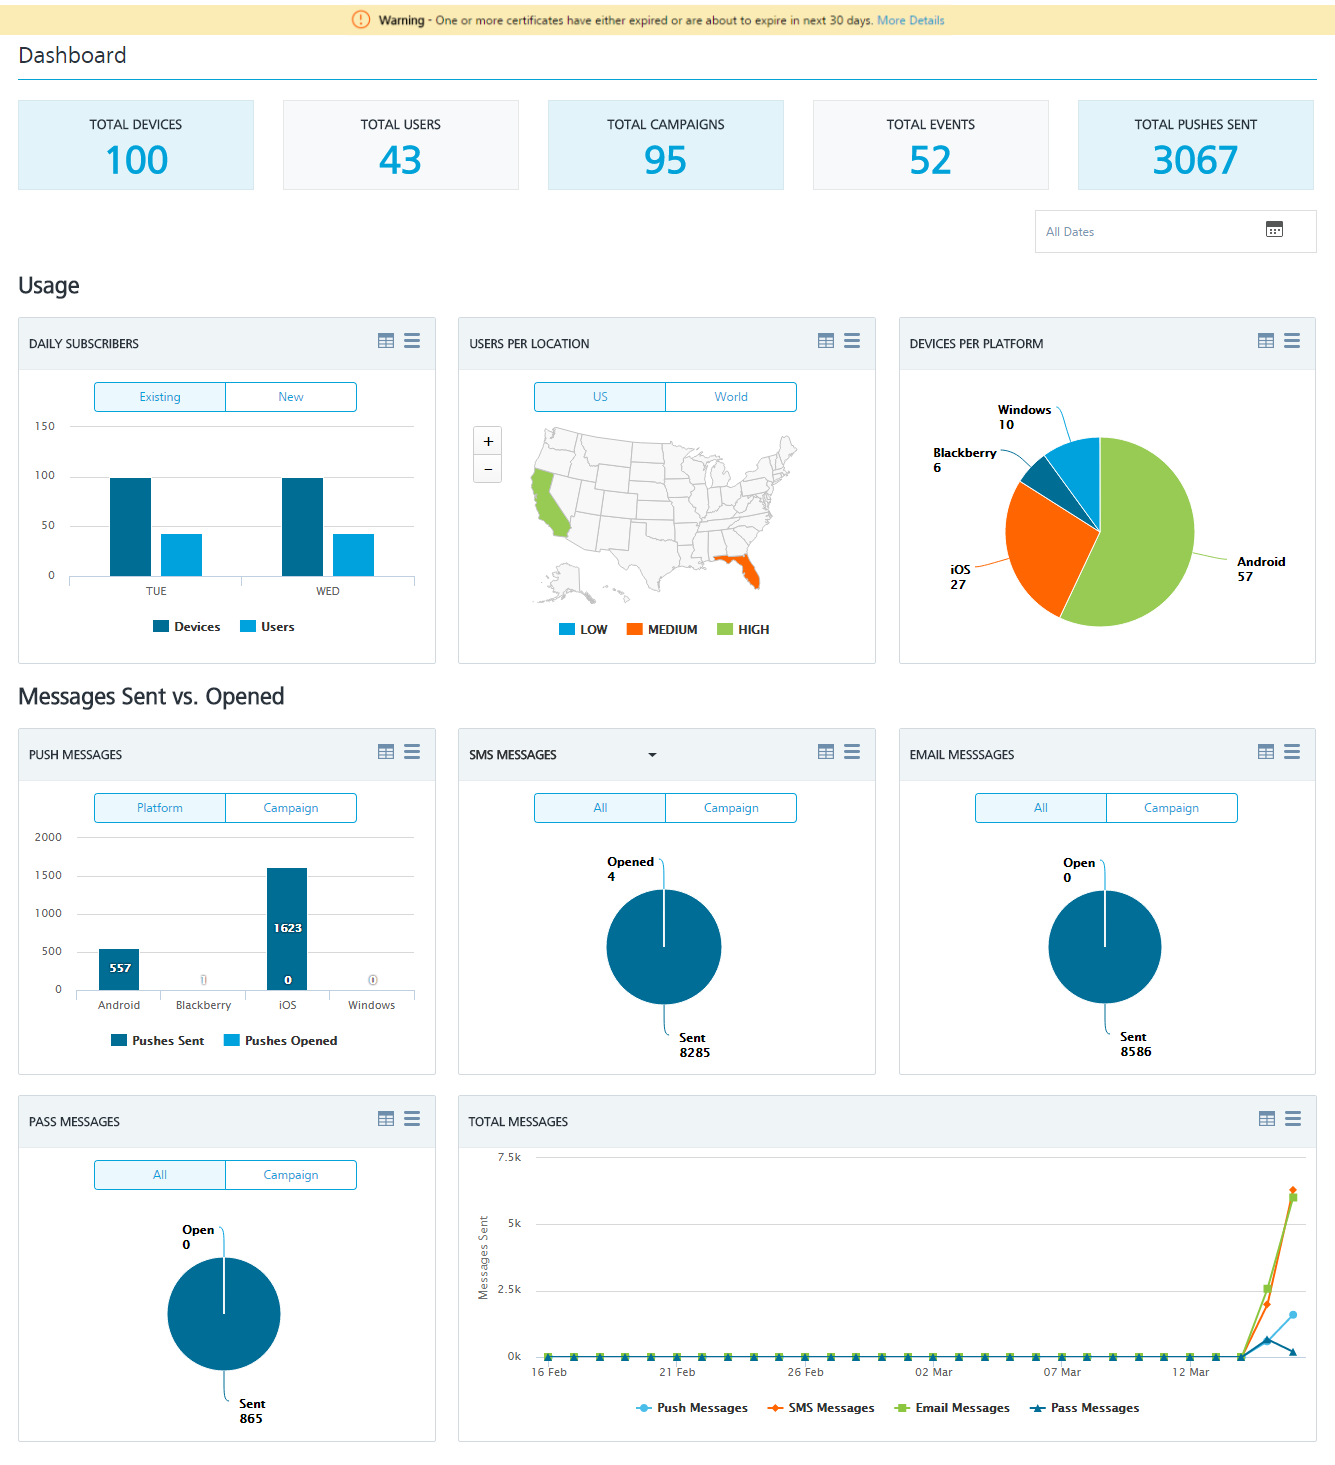 Warning - One or more certificates have either expired or are about to expire in next 30 days. More Details
Dashboard
TOTAL DEVICES
100
TOTAL USERS
43
TOTAL CAMPAIGNS
95
TOTAL EVENTS
52
TOTAL PUSHES SENT
3067
All Dates
Usage
DAILY SUBSCRIBERS
Existing New
150
100
50
0
TUE WED
Devices Users
USERS PER LOCATION
US World
+
−
LOW MEDIUM HIGH
DEVICES PER PLATFORM
Windows
10
Blackberry
6
iOS
27
Android
57
Messages Sent vs. Opened
PUSH MESSAGES
Platform Campaign
2000
1500
1000
500
0
557
1
1623
0
0
Android Blackberry iOS Windows
Pushes Sent Pushes Opened
SMS MESSAGES
All Campaign
Opened
4
Sent
8285
EMAIL MESSSAGES
All Campaign
Open
0
Sent
8586
PASS MESSAGES
All Campaign
Open
0
Sent
865
TOTAL MESSAGES
Messages Sent
7.5k
5k
2.5k
0k
16 Feb 21 Feb 26 Feb 02 Mar 07 Mar 12 Mar
Push Messages SMS Messages Email Messages Pass Messages